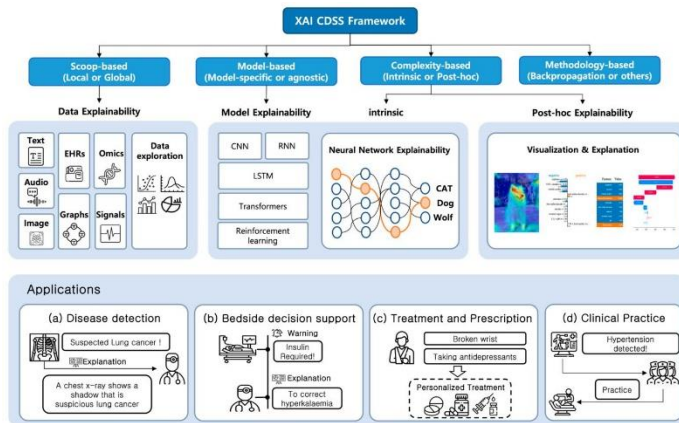 XAI CDSS Framework
Scoop-based
(Local or Global)
Model-based
(Model-specific or agnostic)
Complexity-based
(Intrinsic or Post-hoc)
Methodology-based
(Backpropagation or others)
Data Explainability
Model Explainability
intrinsic
Post-hoc Explainability
Text
EHRs
Omics
Data
exploration
Audio
Image
Graphs
Signals
CNN
RNN
LSTM
Transformers
Reinforcement
learning
Neural Network Explainability
CAT
Dog
Wolf
Visualization & Explanation
Applications
(a) Disease detection
Suspected Lung cancer !
Explanation
A chest x-ray shows a
shadow that is
suspicious lung cancer
(b) Bedside decision support
Warning
Insulin
Required!
Explanation
To correct
hyperkalaemia
(c) Treatment and Prescription
Broken wrist
Taking antidepressants
Personalized Treatment
(d) Clinical Practice
Hypertension
detected!
Practice